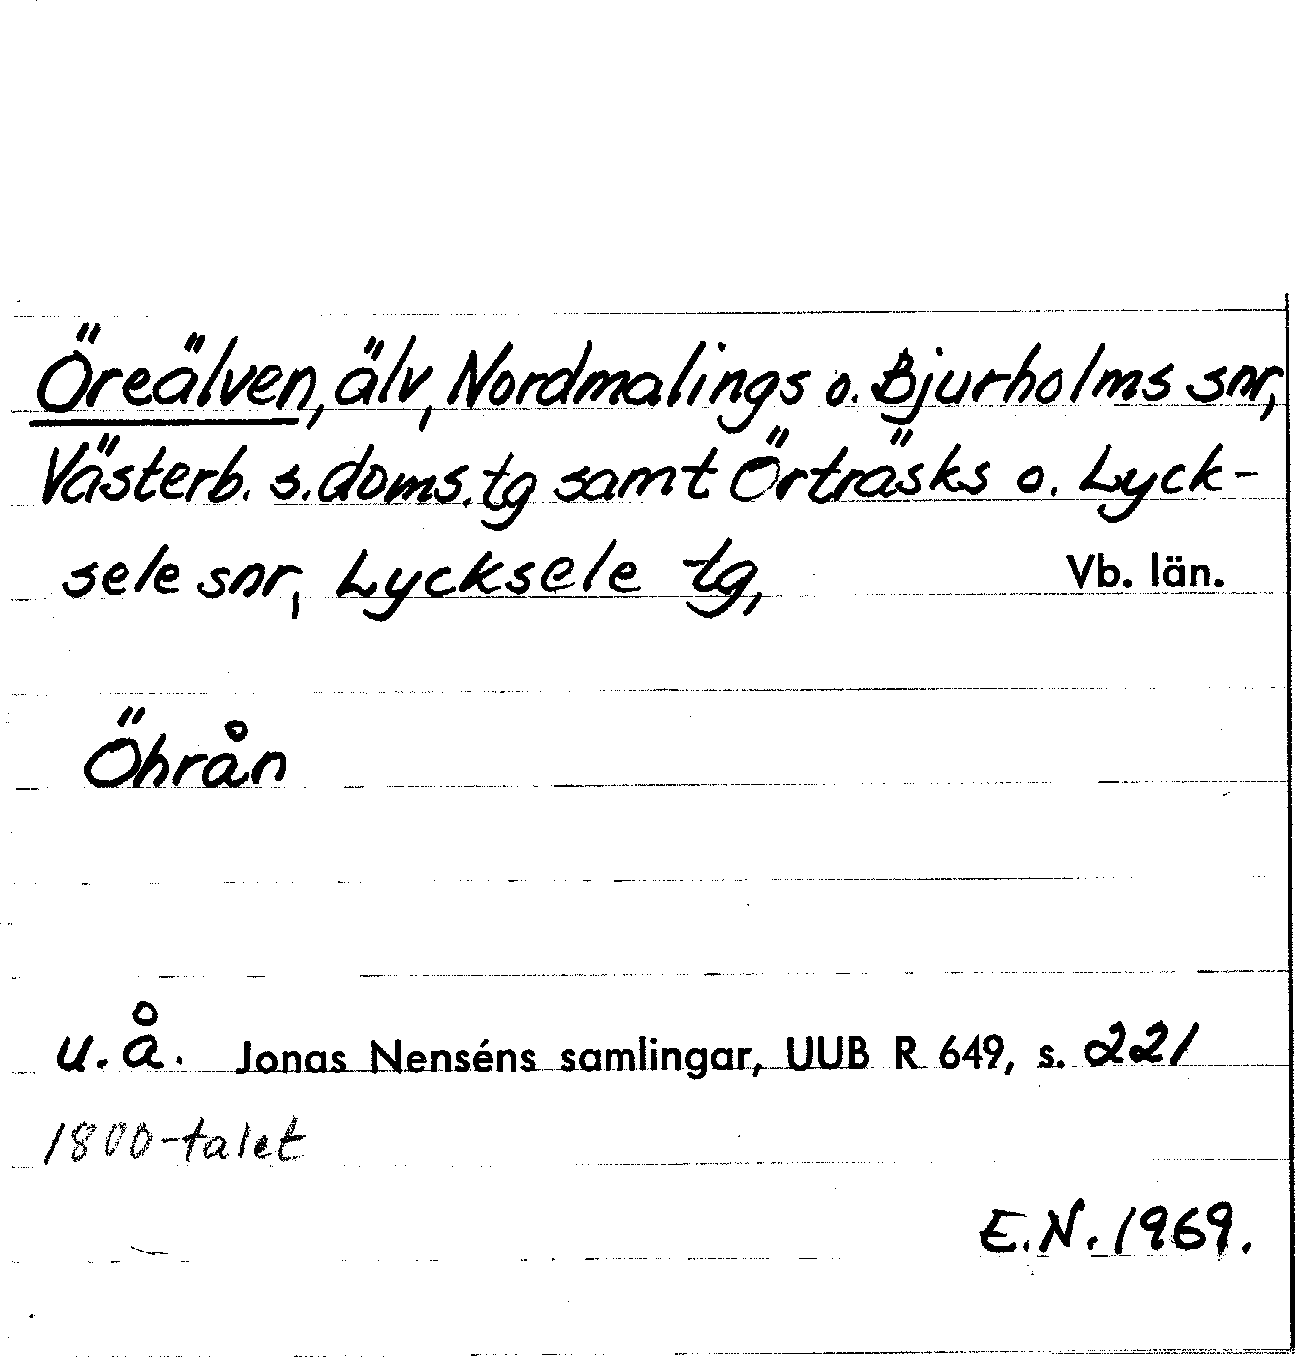 Öreälven, älv, Nordmalings o. Bjurholms snr,
Västerb. s. doms. tg samt Örträsks o. Lyck-
sele snr, Lycksele tg, Vb. län.
Öhrån
u. å. Jonas Nenséns samlingar, UUB R 649, s. 221
1800-talet
E.N. 1969.